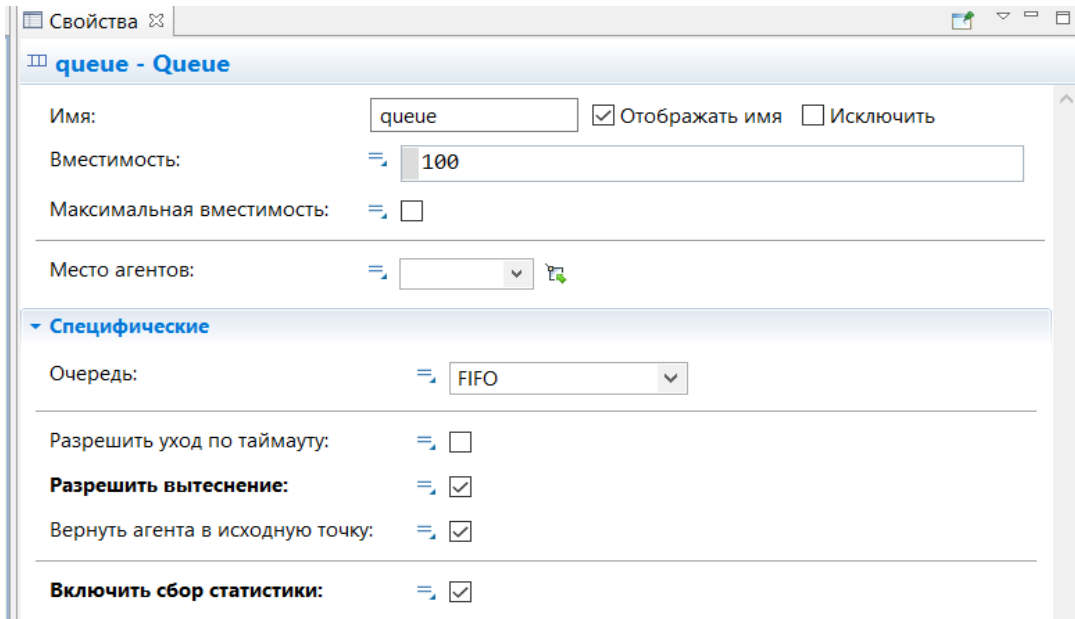 Свойства
queue - Queue
Имя: queue Отображать имя Исключить
Вместимость: 100
Максимальная вместимость:
Место агентов:
Специфические
Очередь: FIFO
Разрешить уход по таймауту:
Разрешить вытеснение:
Вернуть агента в исходную точку:
Включить сбор статистики: